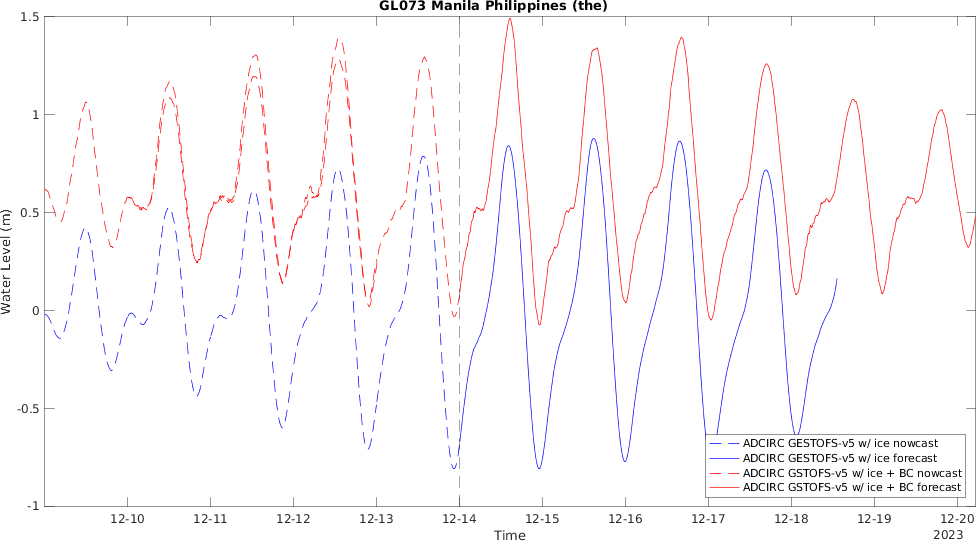 GL073 Manila Philippines (the)
1.5
1
0.5
0
-0.5
-1
Water Level (m)
12-10 12-11 12-12 12-13 12-14 12-15 12-16 12-17 12-18 12-19 12-20
Time
2023
ADCIRC GESTOFS-v5 w/ ice nowcast
ADCIRC GESTOFS-v5 w/ ice forecast
ADCIRC GSTOFS-v5 w/ ice + BC nowcast
ADCIRC GSTOFS-v5 w/ ice + BC forecast